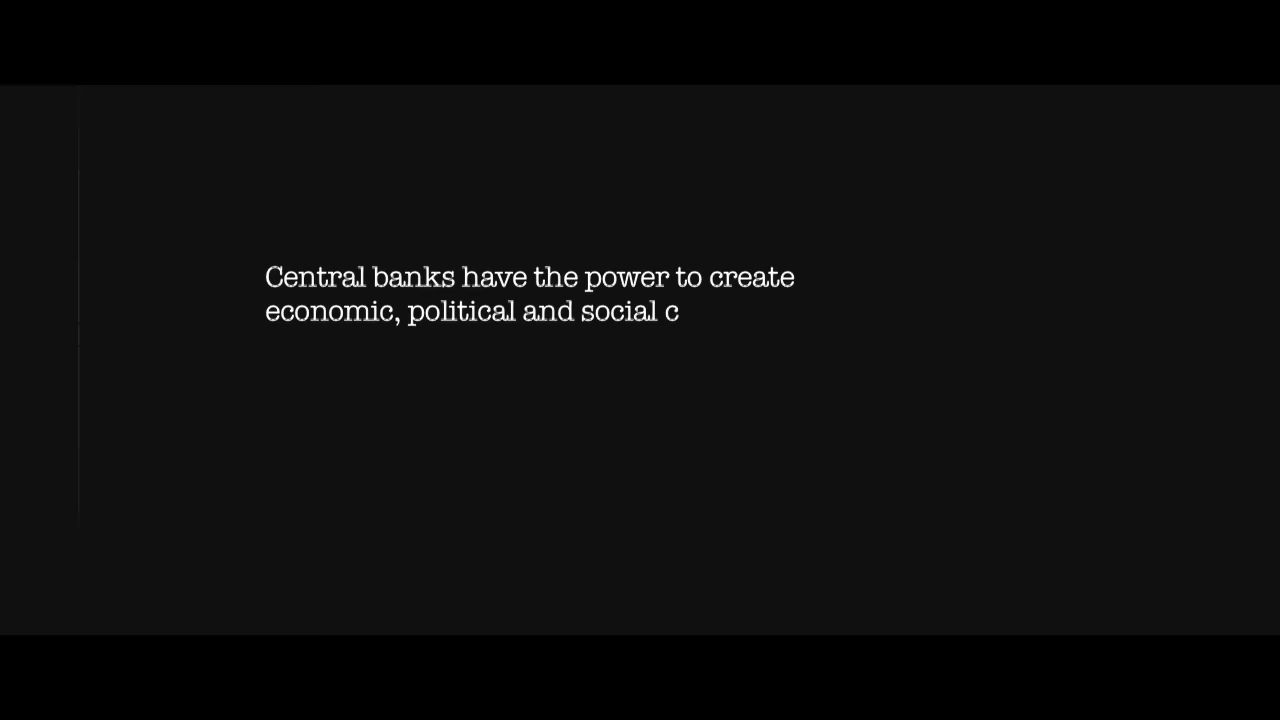 Central banks have the power to create
economic, political and social c